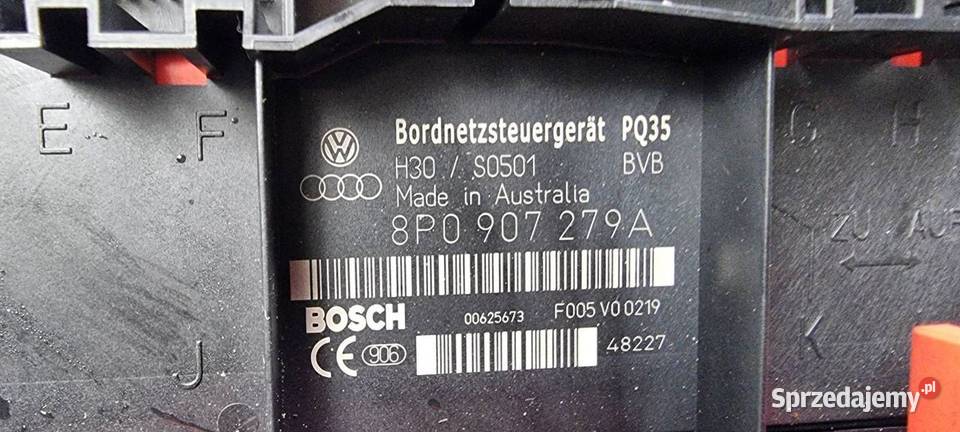 E F G H
Bordnetzsteuergerät PQ35
H30 / S0501 BVB
Made in Australia
8P0 907 279A
ZU AUF
BOSCH 00625673 F005 V0 0219
CE 906 48227
J K
Sprzedajemy.pl